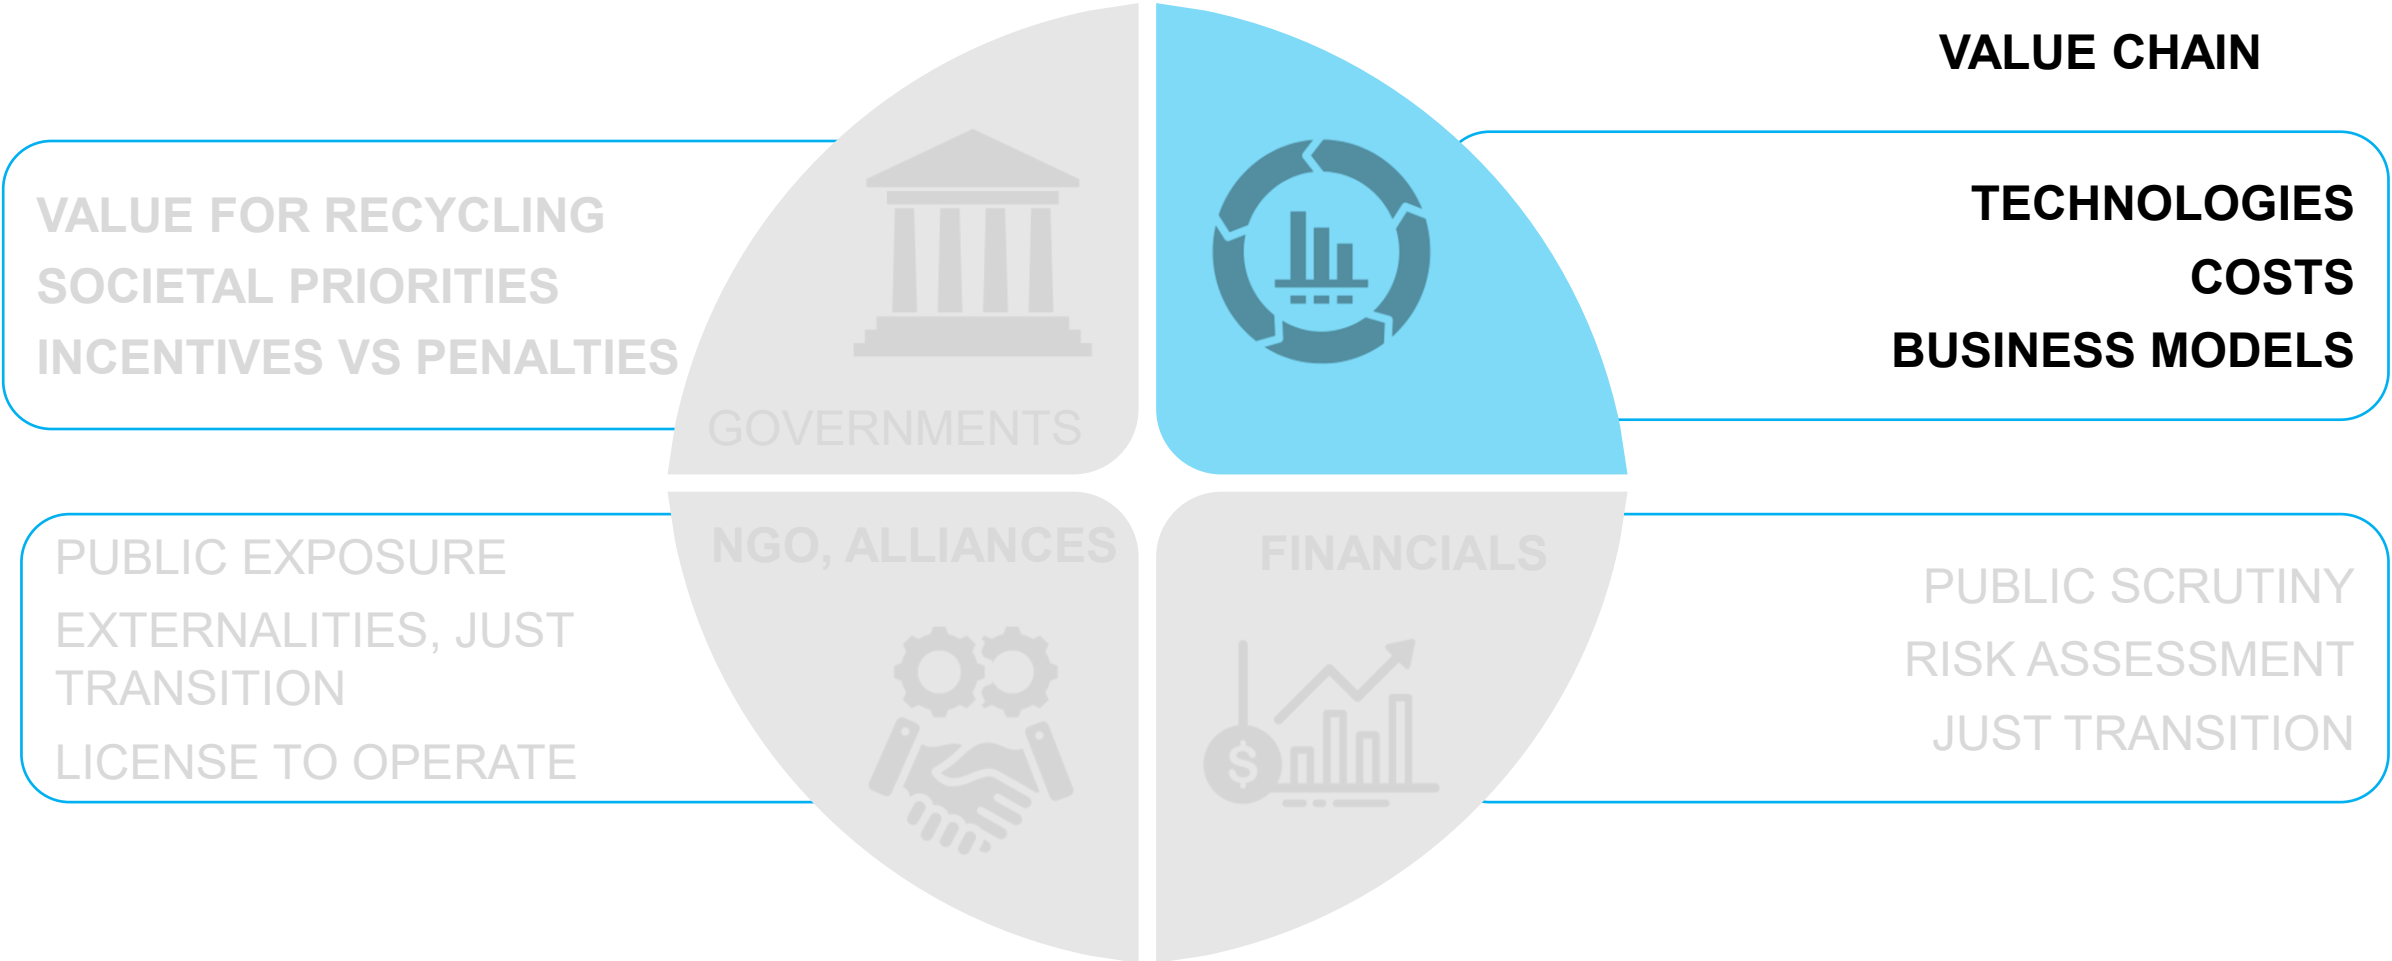 VALUE CHAIN
VALUE FOR RECYCLING
SOCIETAL PRIORITIES
INCENTIVES VS PENALTIES
GOVERNMENTS
TECHNOLOGIES
COSTS
BUSINESS MODELS
PUBLIC EXPOSURE
EXTERNALITIES, JUST
TRANSITION
LICENSE TO OPERATE
NGO, ALLIANCES
FINANCIALS
$
PUBLIC SCRUTINY
RISK ASSESSMENT
JUST TRANSITION